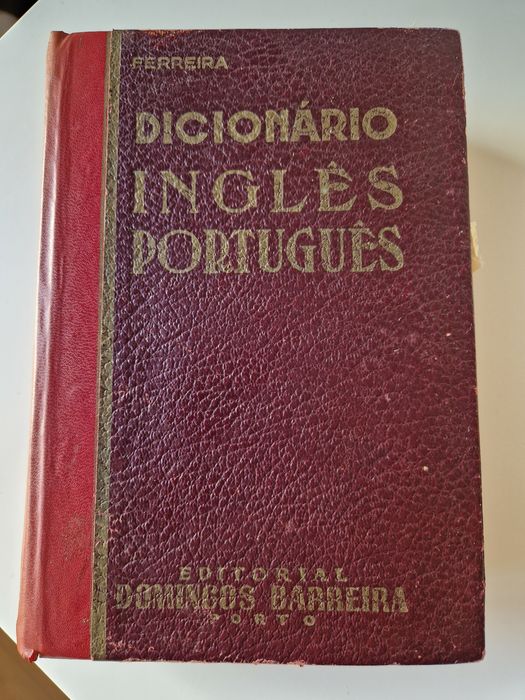 FERREIRA
DICIONÁRIO
INGLÊS
PORTUGUÊS
EDITORIAL
DOMINGOS BARREIRA
PORTO